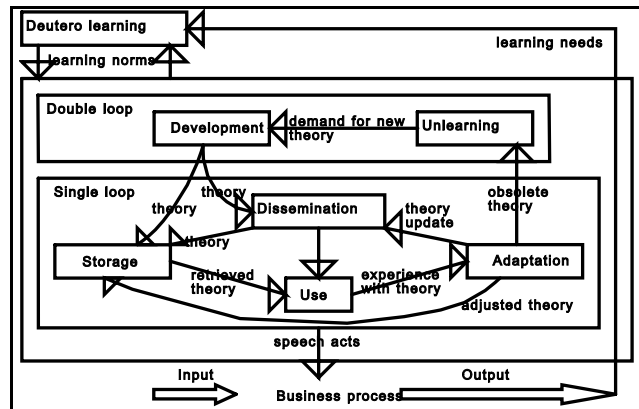 Deutero learning
learning needs
learning norms
Double loop
Development
demand for new
theory
Unlearning
Single loop
theory
theory
Dissemination
theory
update
obsolete
theory
theory
Storage
retrieved
theory
Use
experience
with theory
Adaptation
adjusted theory
speech acts
Input
Business process
Output